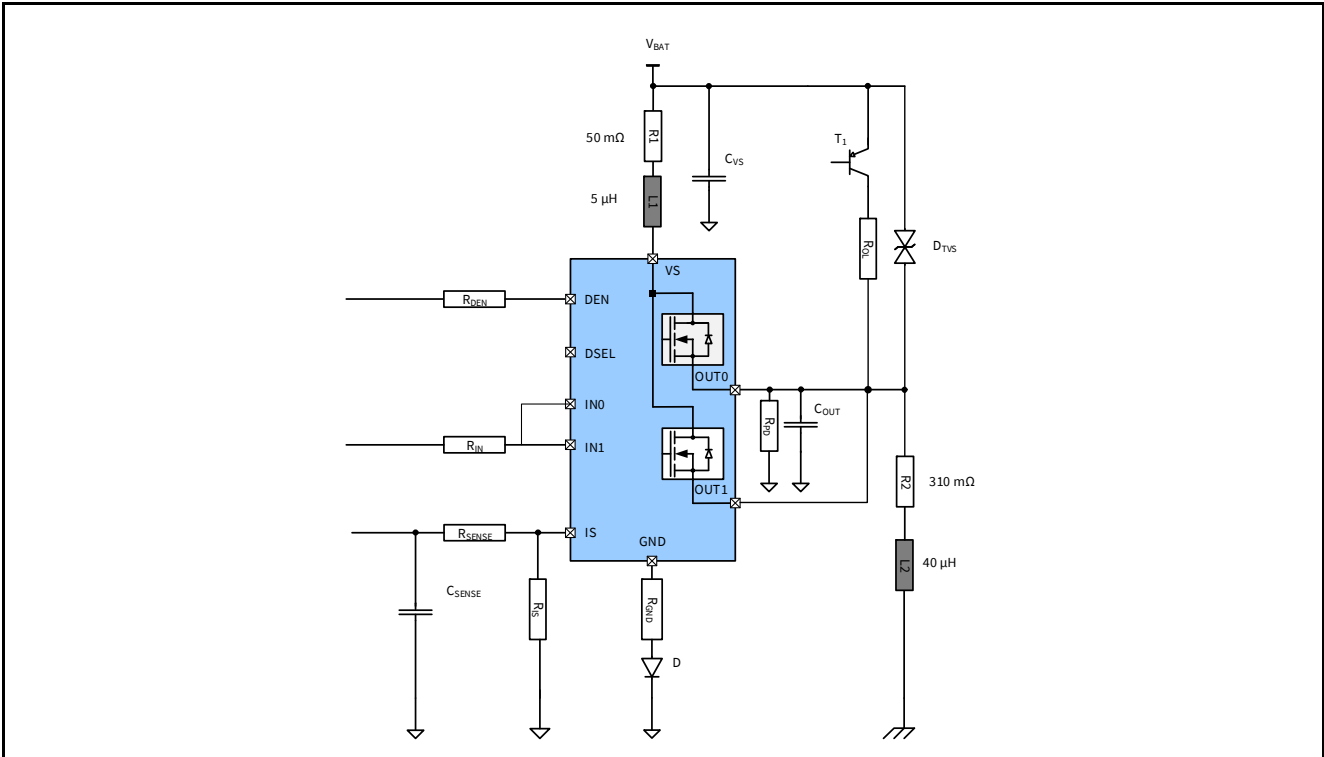 VBAT
50 mΩ
R1
CVS
T1
5 µH
L1
ROL
DTVS
VS
RDEN
DEN
DSEL
OUT0
IN0
COUT
RPD
RIN
IN1
OUT1
R2
310 mΩ
RSENSE
IS
GND
L2
40 µH
CSENSE
RIS
RGND
D